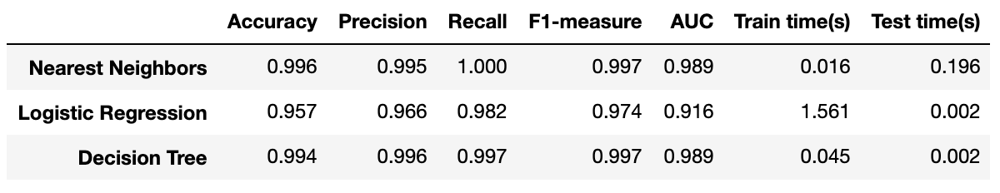 Accuracy Precision Recall F1-measure AUC Train time(s) Test time(s)
Nearest Neighbors 0.996 0.995 1.000 0.997 0.989 0.016 0.196
Logistic Regression 0.957 0.966 0.982 0.974 0.916 1.561 0.002
Decision Tree 0.994 0.996 0.997 0.997 0.989 0.045 0.002